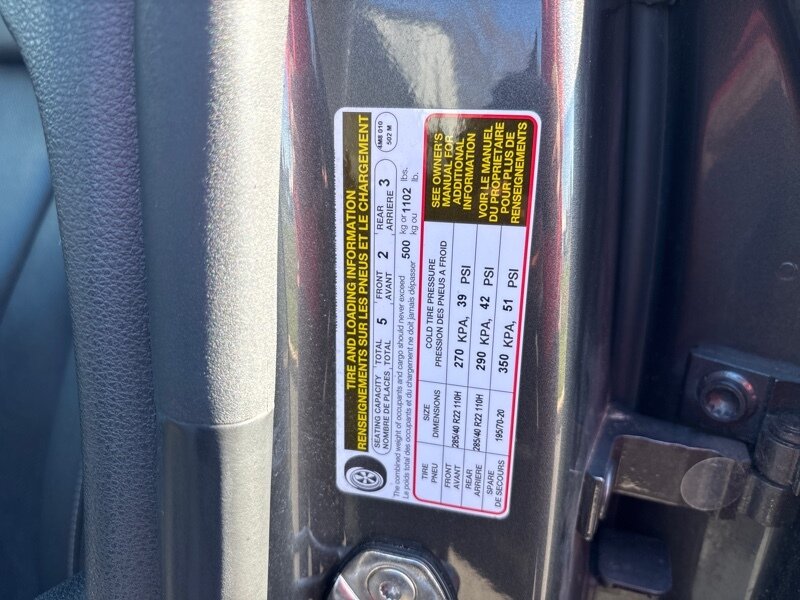 TIRE AND LOADING INFORMATION
RENSEIGNEMENTS SUR LES PNEUS ET LE CHARGEMENT
SEATING CAPACITY TOTAL 5 FRONT 2 REAR 3
NOMBRE DE PLACES TOTAL AVANT ARRIERE
4M8 010
502 M
The combined weight of occupants and cargo should never exceed 500 kg or 1102 lbs.
Le poids total des occupants et du chargement ne doit jamais dépasser kg ou lb.
TIRE SIZE COLD TIRE PRESSURE
PNEU DIMENSIONS PRESSION DES PNEUS A FROID
FRONT
AVANT
285/40 R22 110H 270 KPA, 39 PSI
REAR
ARRIERE
285/40 R22 110H 290 KPA, 42 PSI
SPARE
DE SECOURS
195/70-20 350 KPA, 51 PSI
SEE OWNER'S
MANUAL FOR
ADDITIONAL
INFORMATION
VOIR LE MANUEL
DU PROPRIETAIRE
POUR PLUS DE
RENSEIGNEMENTS